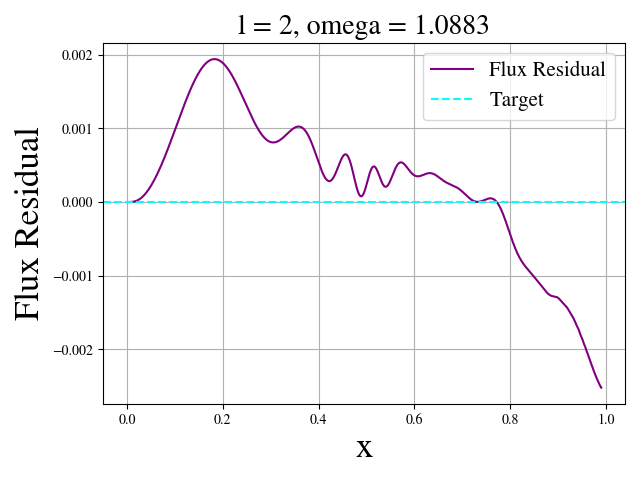 l = 2, omega = 1.0883
Flux Residual
Target
Flux Residual
0.002
0.001
0.000
−0.001
−0.002
0.0 0.2 0.4 0.6 0.8 1.0
x